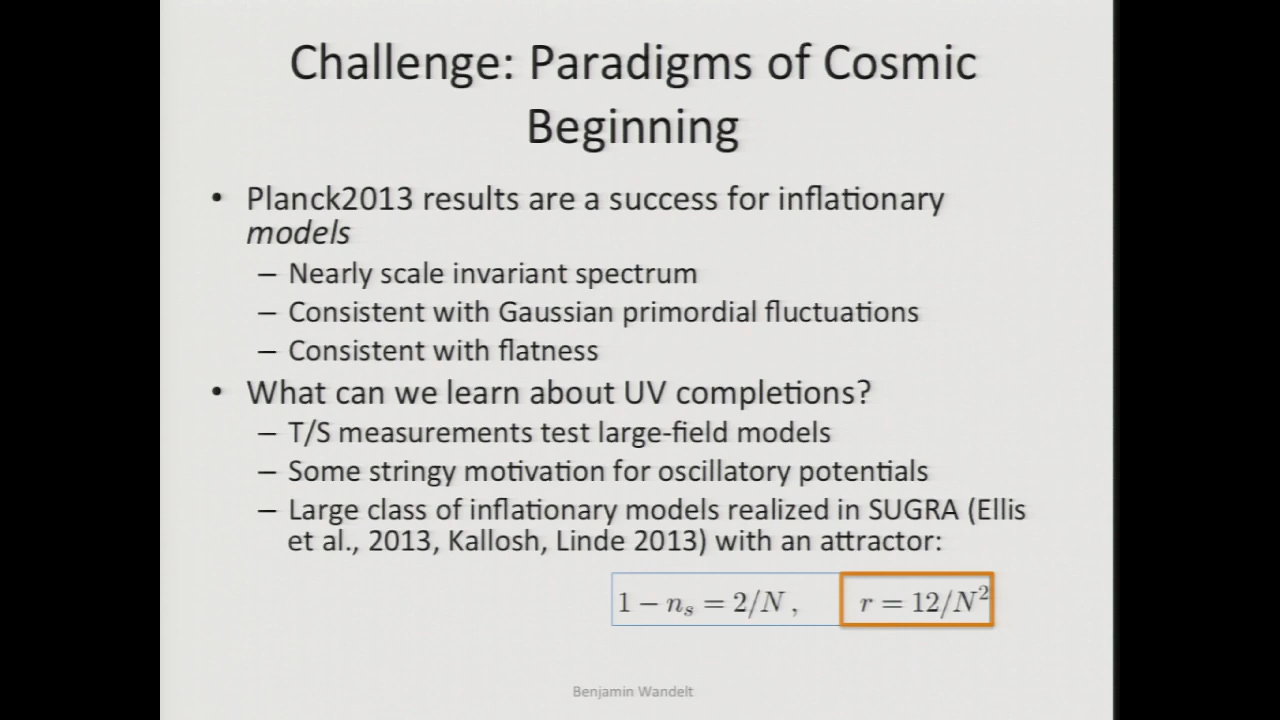 Challenge: Paradigms of Cosmic
Beginning
• Planck2013 results are a success for inflationary
models
– Nearly scale invariant spectrum
– Consistent with Gaussian primordial fluctuations
– Consistent with flatness
• What can we learn about UV completions?
– T/S measurements test large-field models
– Some stringy motivation for oscillatory potentials
– Large class of inflationary models realized in SUGRA (Ellis
et al., 2013, Kallosh, Linde 2013) with an attractor:
1 − nₛ = 2/N , r = 12/N²
Benjamin Wandelt